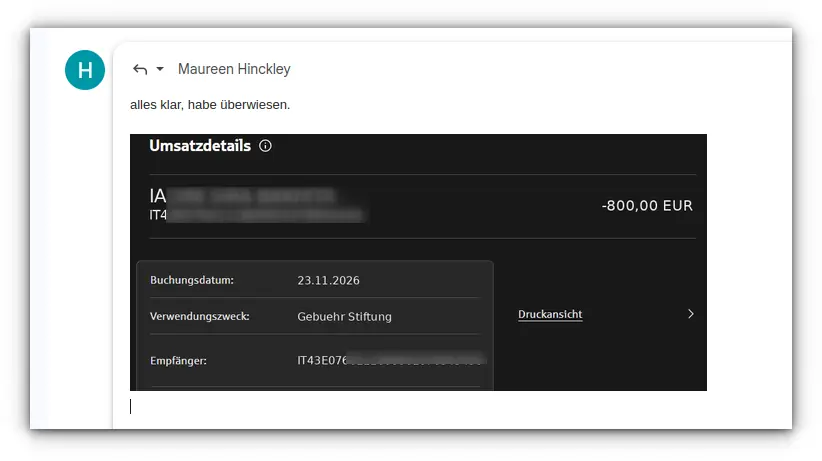 H
Maureen Hinckley
alles klar, habe überwiesen.
Umsatzdetails
IA
IT4
-800,00 EUR
Buchungsdatum: 23.11.2026
Verwendungszweck: Gebuehr Stiftung
Druckansicht
Empfänger: IT43E076